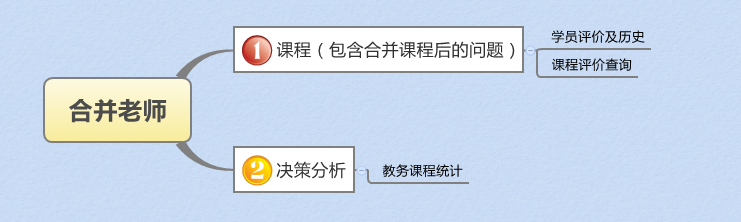 合并老师
1 课程（包含合并课程后的问题）
学员评价及历史
课程评价查询
2 决策分析
教务课程统计